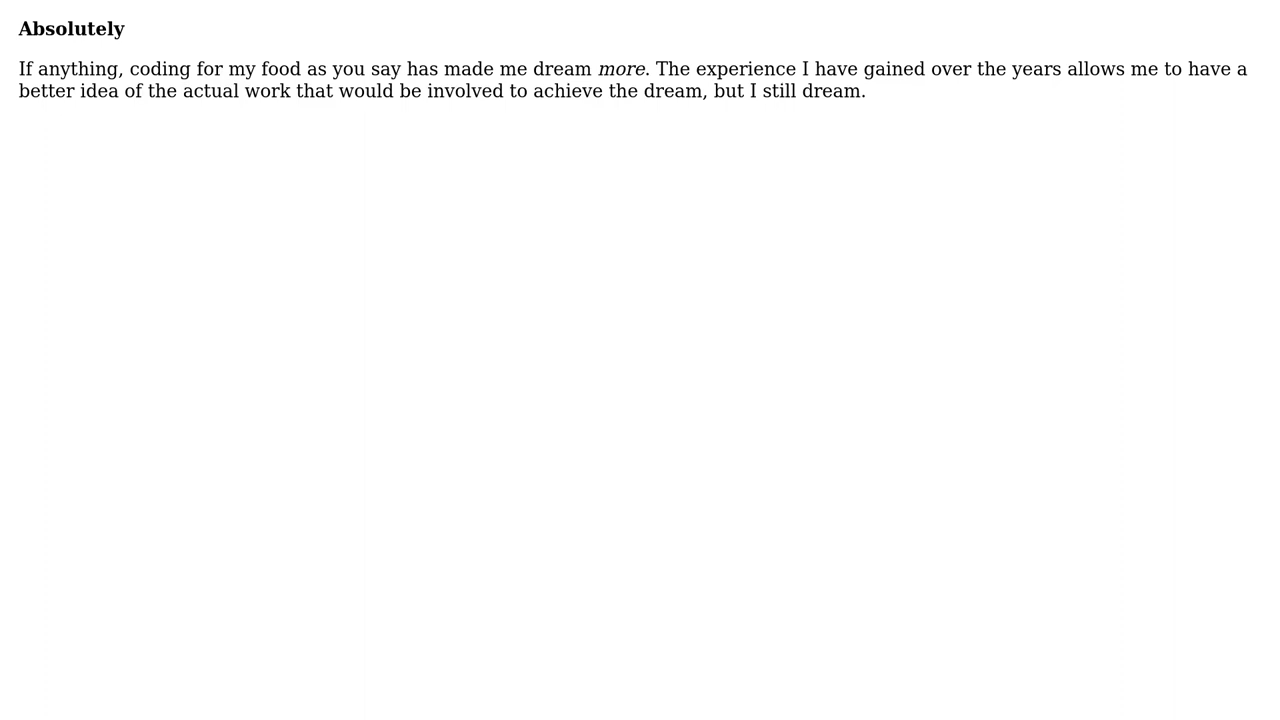 Absolutely
If anything, coding for my food as you say has made me dream more. The experience I have gained over the years allows me to have a
better idea of the actual work that would be involved to achieve the dream, but I still dream.